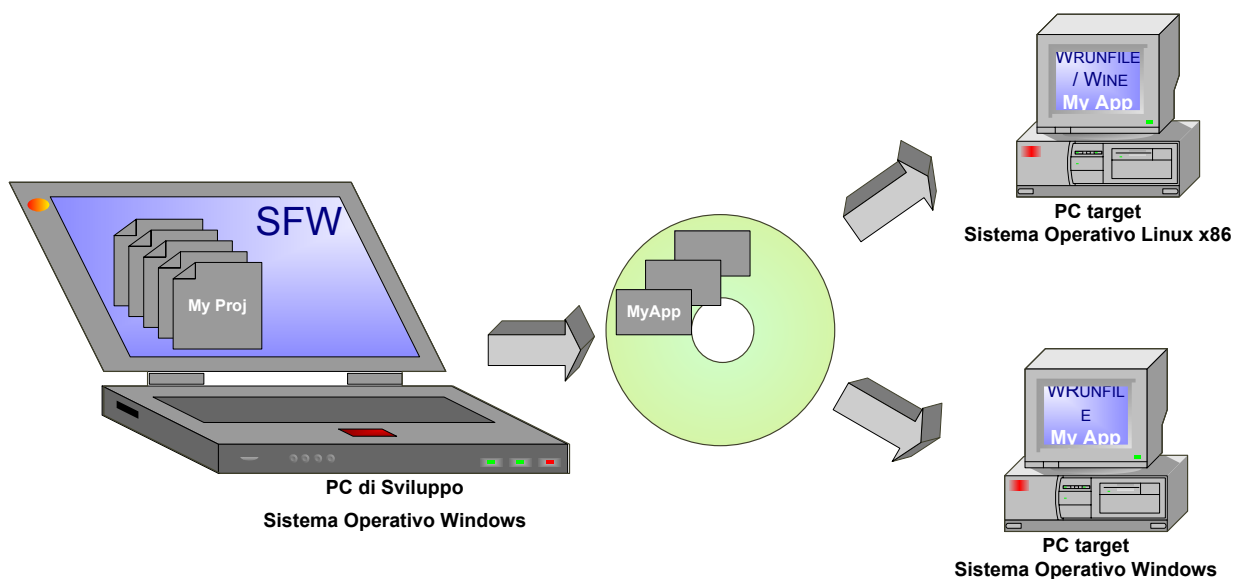 SFW
My Proj
PC di Sviluppo
Sistema Operativo Windows
MyApp
WRUNFILE
/ WINE
My App
PC target
Sistema Operativo Linux x86
WRUNFIL
E
My App
PC target
Sistema Operativo Windows